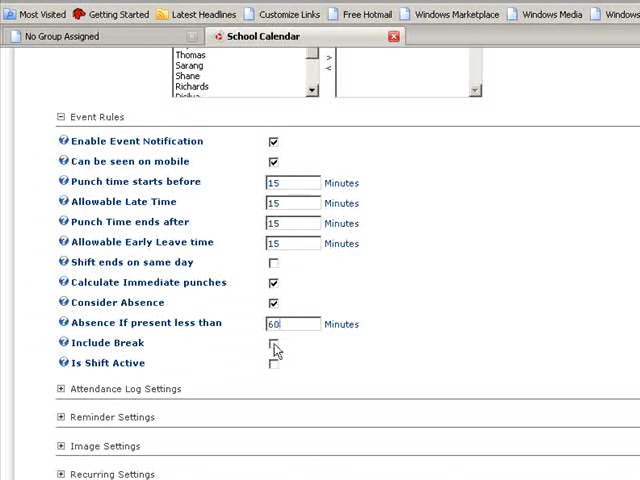 Most Visited Getting Started Latest Headlines Customize Links Free Hotmail Windows Marketplace Windows Media Windows
No Group Assigned School Calendar
Thomas
Sarang >
Shane <
Richards
Event Rules
Enable Event Notification
Can be seen on mobile
Punch time starts before 15 Minutes
Allowable Late Time 15 Minutes
Punch Time ends after 15 Minutes
Allowable Early Leave time 15 Minutes
Shift ends on same day
Calculate Immediate punches
Consider Absence
Absence If present less than 60 Minutes
Include Break
Is Shift Active
Attendance Log Settings
Reminder Settings
Image Settings
Recurring Settings